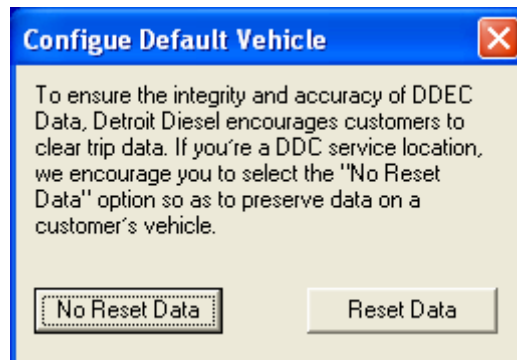 Configue Default Vehicle
To ensure the integrity and accuracy of DDEC
Data, Detroit Diesel encourages customers to
clear trip data. If you're a DDC service location,
we encourage you to select the "No Reset
Data" option so as to preserve data on a
customer's vehicle.
No Reset Data Reset Data